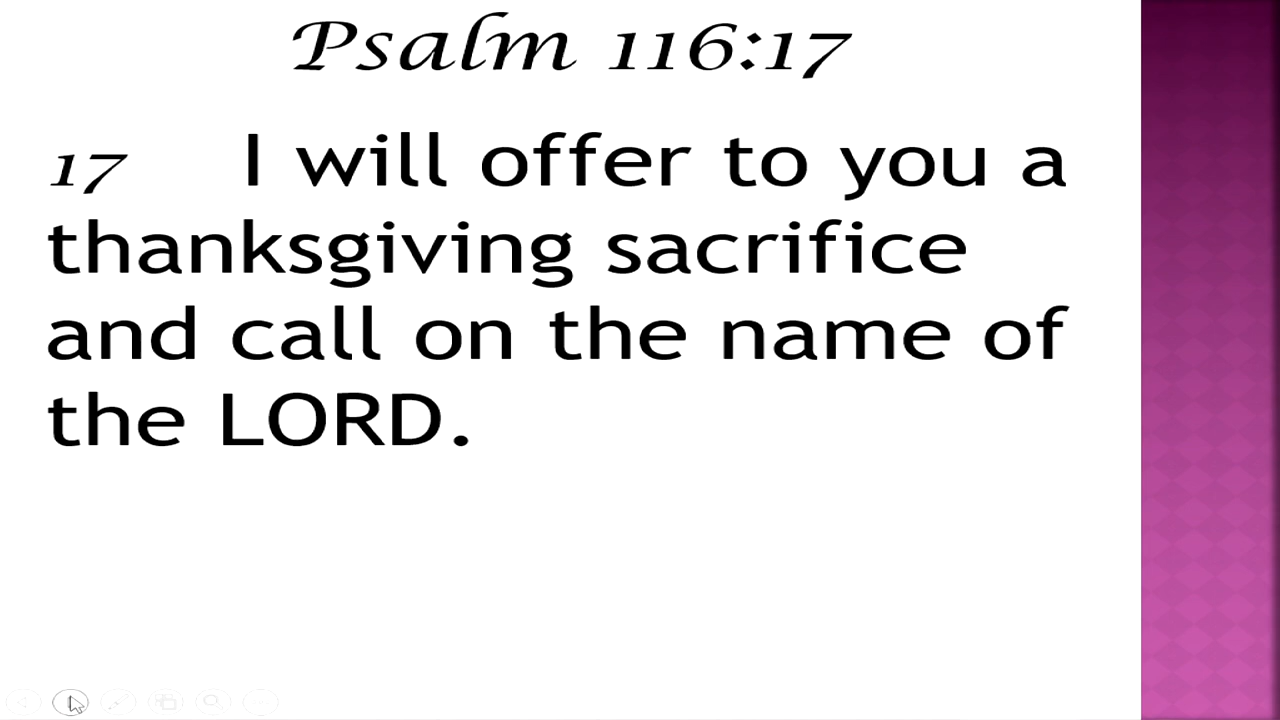 Psalm 116:17
17 I will offer to you a
thanksgiving sacrifice
and call on the name of
the LORD.